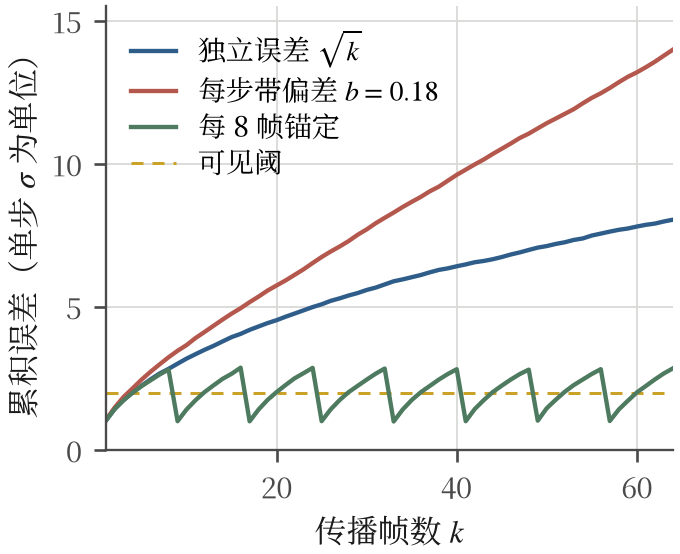 15
10
5
0
累积误差（单步 σ 为单位）
独立误差 √k
每步带偏差 b = 0.18
每 8 帧锚定
可见阈
20
40
60
传播帧数 k